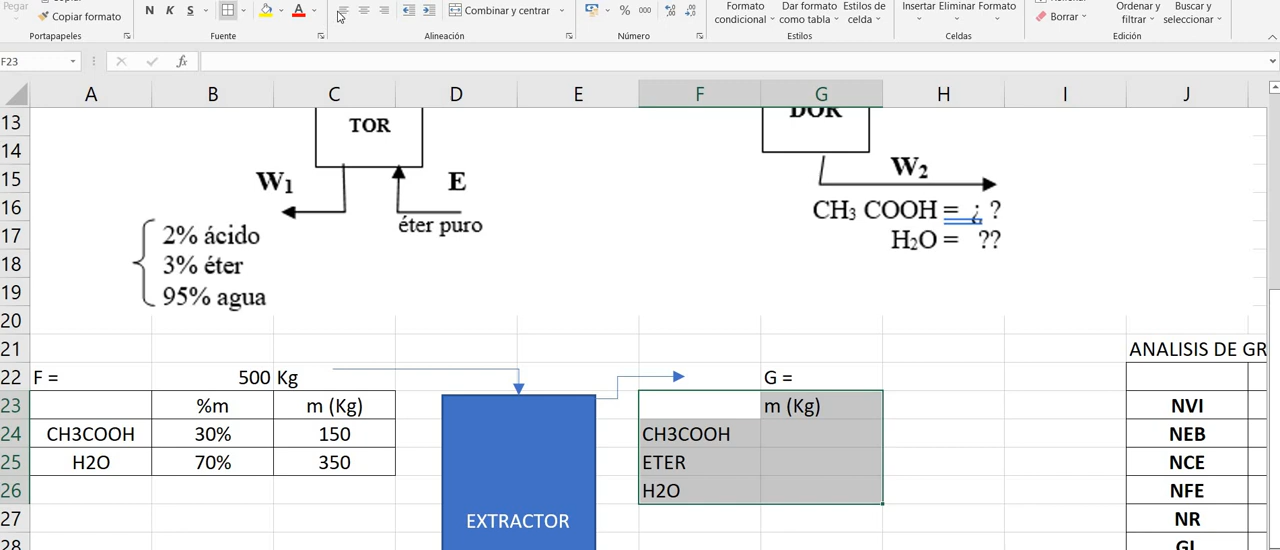 Pegar
Copiar formato
Portapapeles
N K S A
Fuente
Combinar y centrar
Alineación
% 000
Número
Formato condicional
Dar formato como tabla
Estilos de celda
Estilos
Insertar Eliminar Formato
Celdas
Borrar
Ordenar y filtrar
Buscar y seleccionar
Edición
F23
fx
A B C D E F G H I J
13 TOR DOR
14
15 W1 E W2
16 éter puro CH3 COOH = ¿ ?
17 2% ácido H2O = ??
18 3% éter
19 95% agua
20
21 ANALISIS DE GR
22 F = 500 Kg G =
23 %m m (Kg) m (Kg) NVI
24 CH3COOH 30% 150 CH3COOH NEB
25 H2O 70% 350 ETER NCE
26 H2O NFE
27 EXTRACTOR NR
28 GL